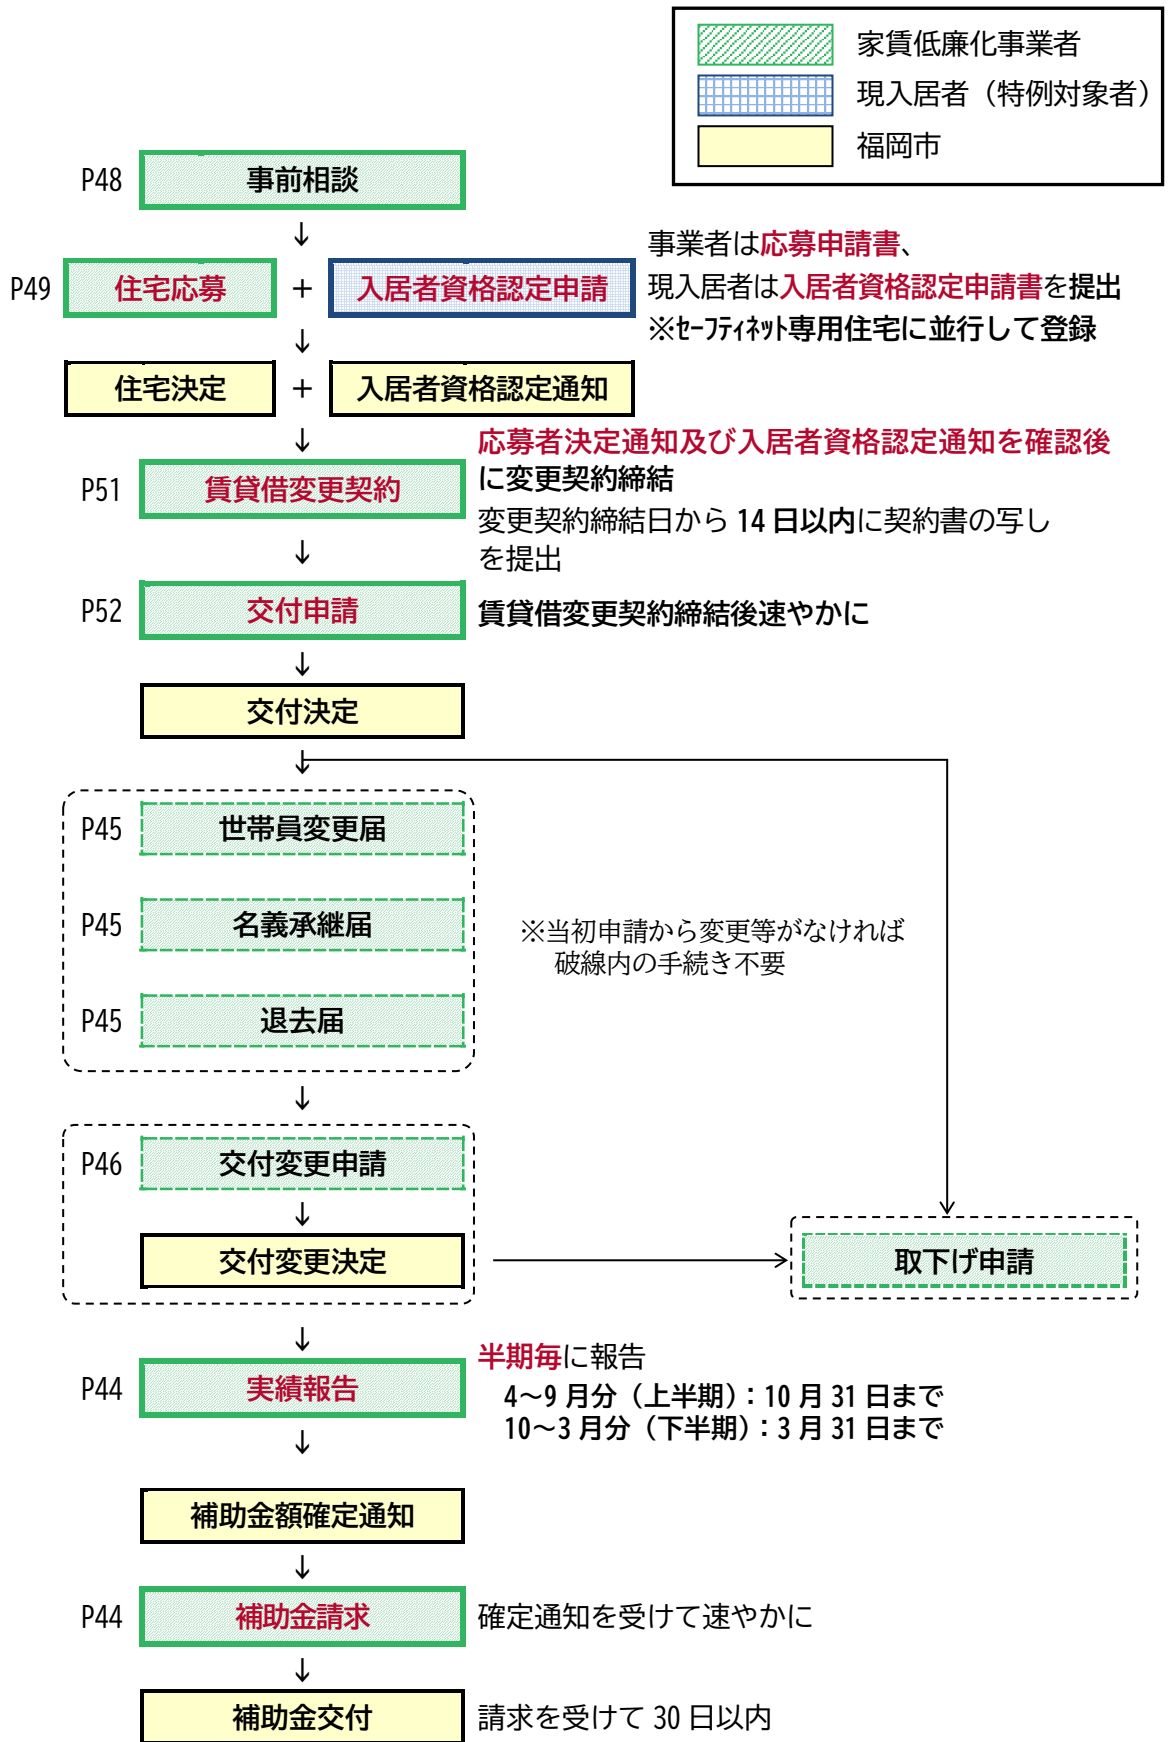 家賃低廉化事業者
現入居者（特例対象者）
福岡市
P48 事前相談
↓
P49 住宅応募 + 入居者資格認定申請
事業者は応募申請書、
現入居者は入居者資格認定申請書を提出
※ｾｰﾌﾃｨﾈｯﾄ専用住宅に並行して登録
↓
住宅決定 + 入居者資格認定通知
↓
P51 賃貸借変更契約
応募者決定通知及び入居者資格認定通知を確認後
に変更契約締結
変更契約締結日から 14 日以内に契約書の写し
を提出
↓
P52 交付申請 賃貸借変更契約締結後速やかに
↓
交付決定
↓
P45 世帯員変更届
P45 名義承継届
※当初申請から変更等がなければ
破線内の手続き不要
P45 退去届
↓
P46 交付変更申請
↓
交付変更決定
取下げ申請
↓
P44 実績報告
半期毎に報告
4～9 月分（上半期）：10 月 31 日まで
10～3 月分（下半期）：3 月 31 日まで
↓
補助金額確定通知
↓
P44 補助金請求 確定通知を受けて速やかに
↓
補助金交付 請求を受けて 30 日以内